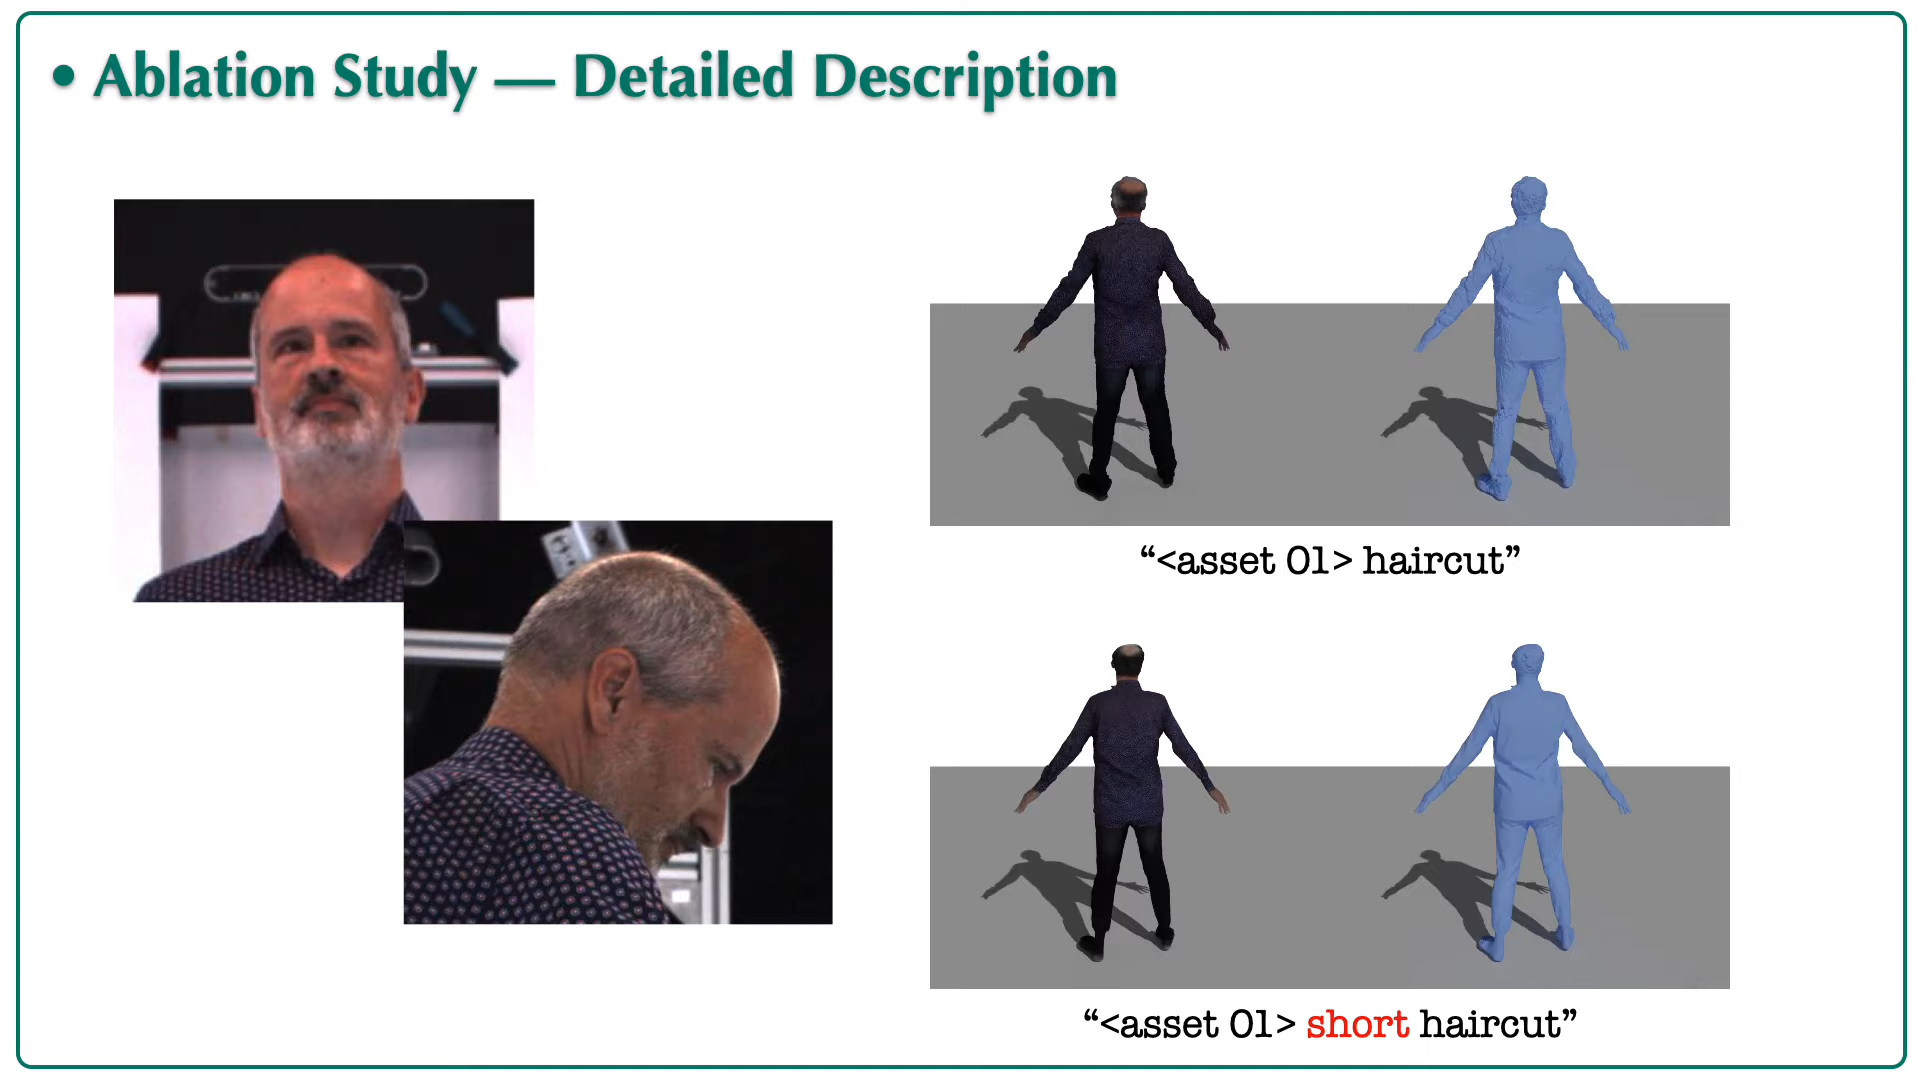 • Ablation Study — Detailed Description
“<asset 01> haircut”
“<asset 01> short haircut”